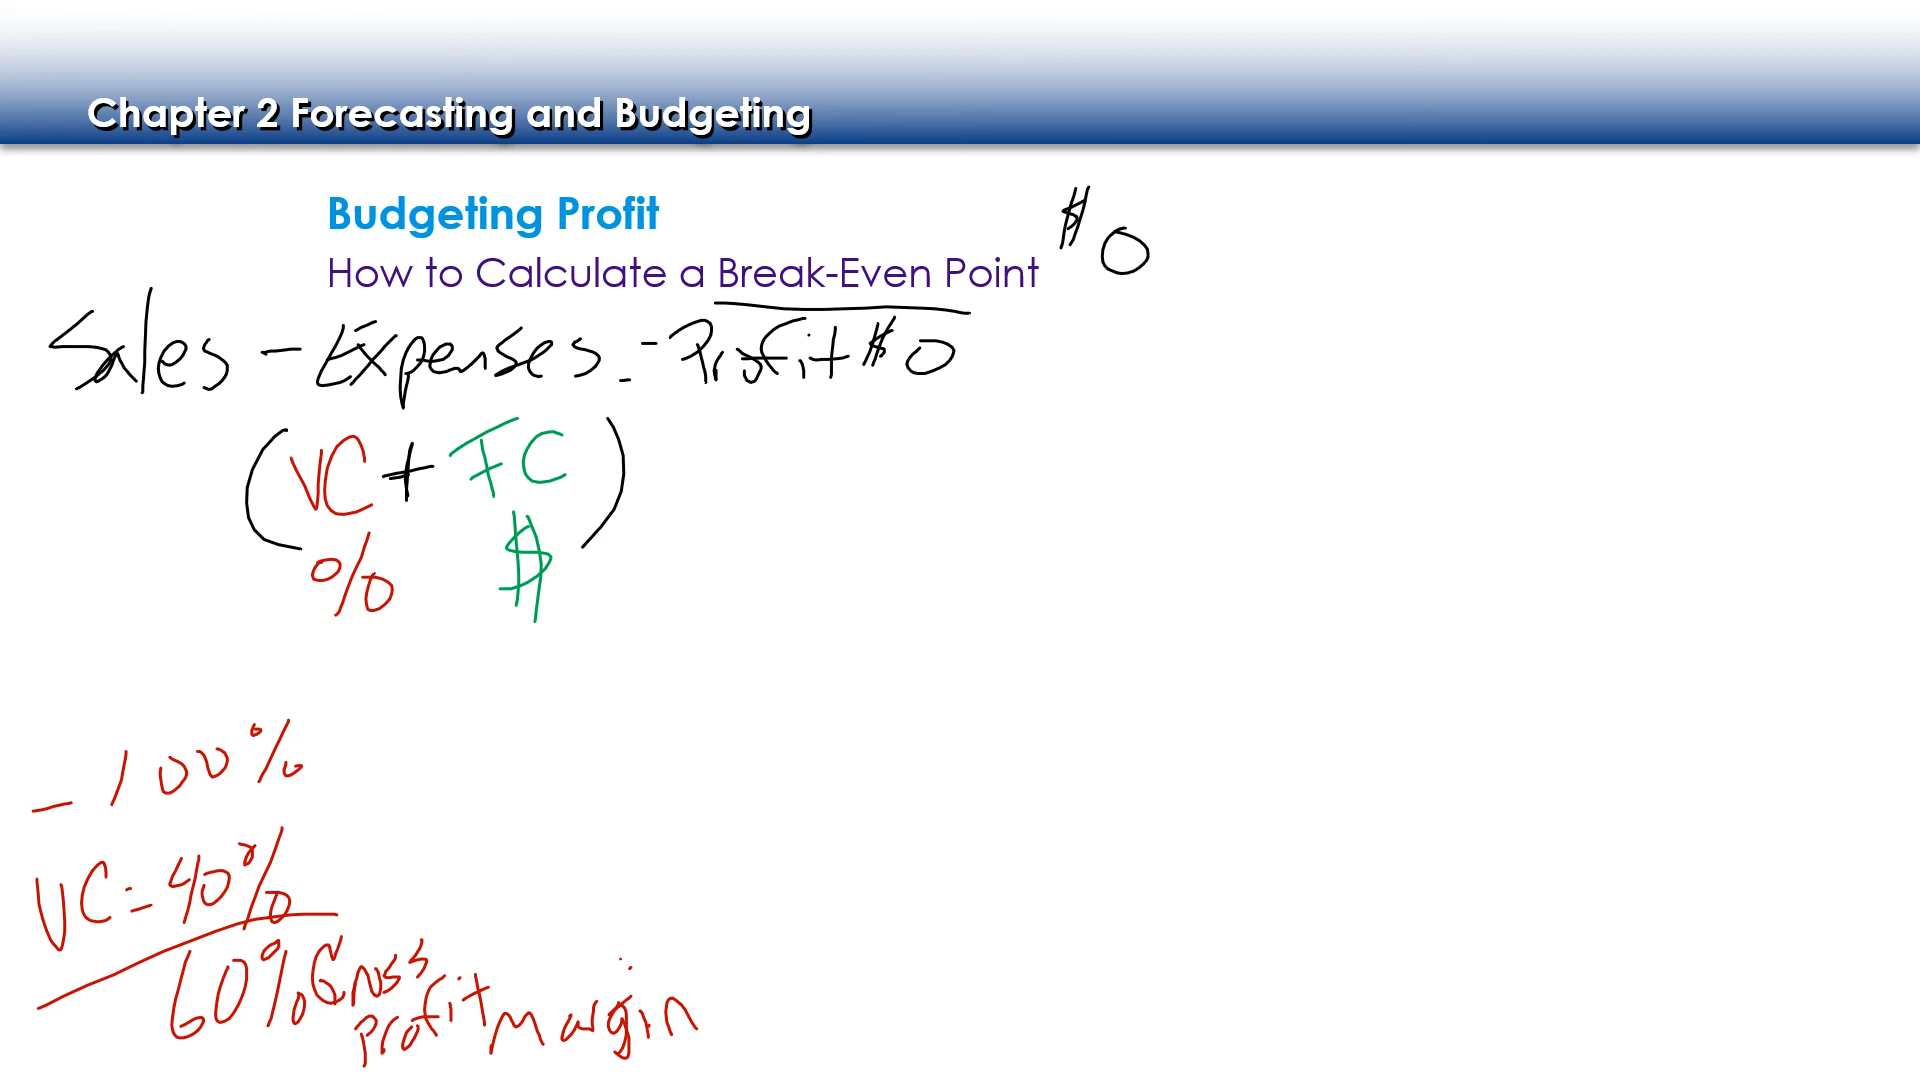 Chapter 2 Forecasting and Budgeting
Budgeting Profit
$0
How to Calculate a Break-Even Point
Sales - Expenses = Profit $0
(VC + FC)
% $
- 100%
VC = 40%
60% Gross
Profit Margin